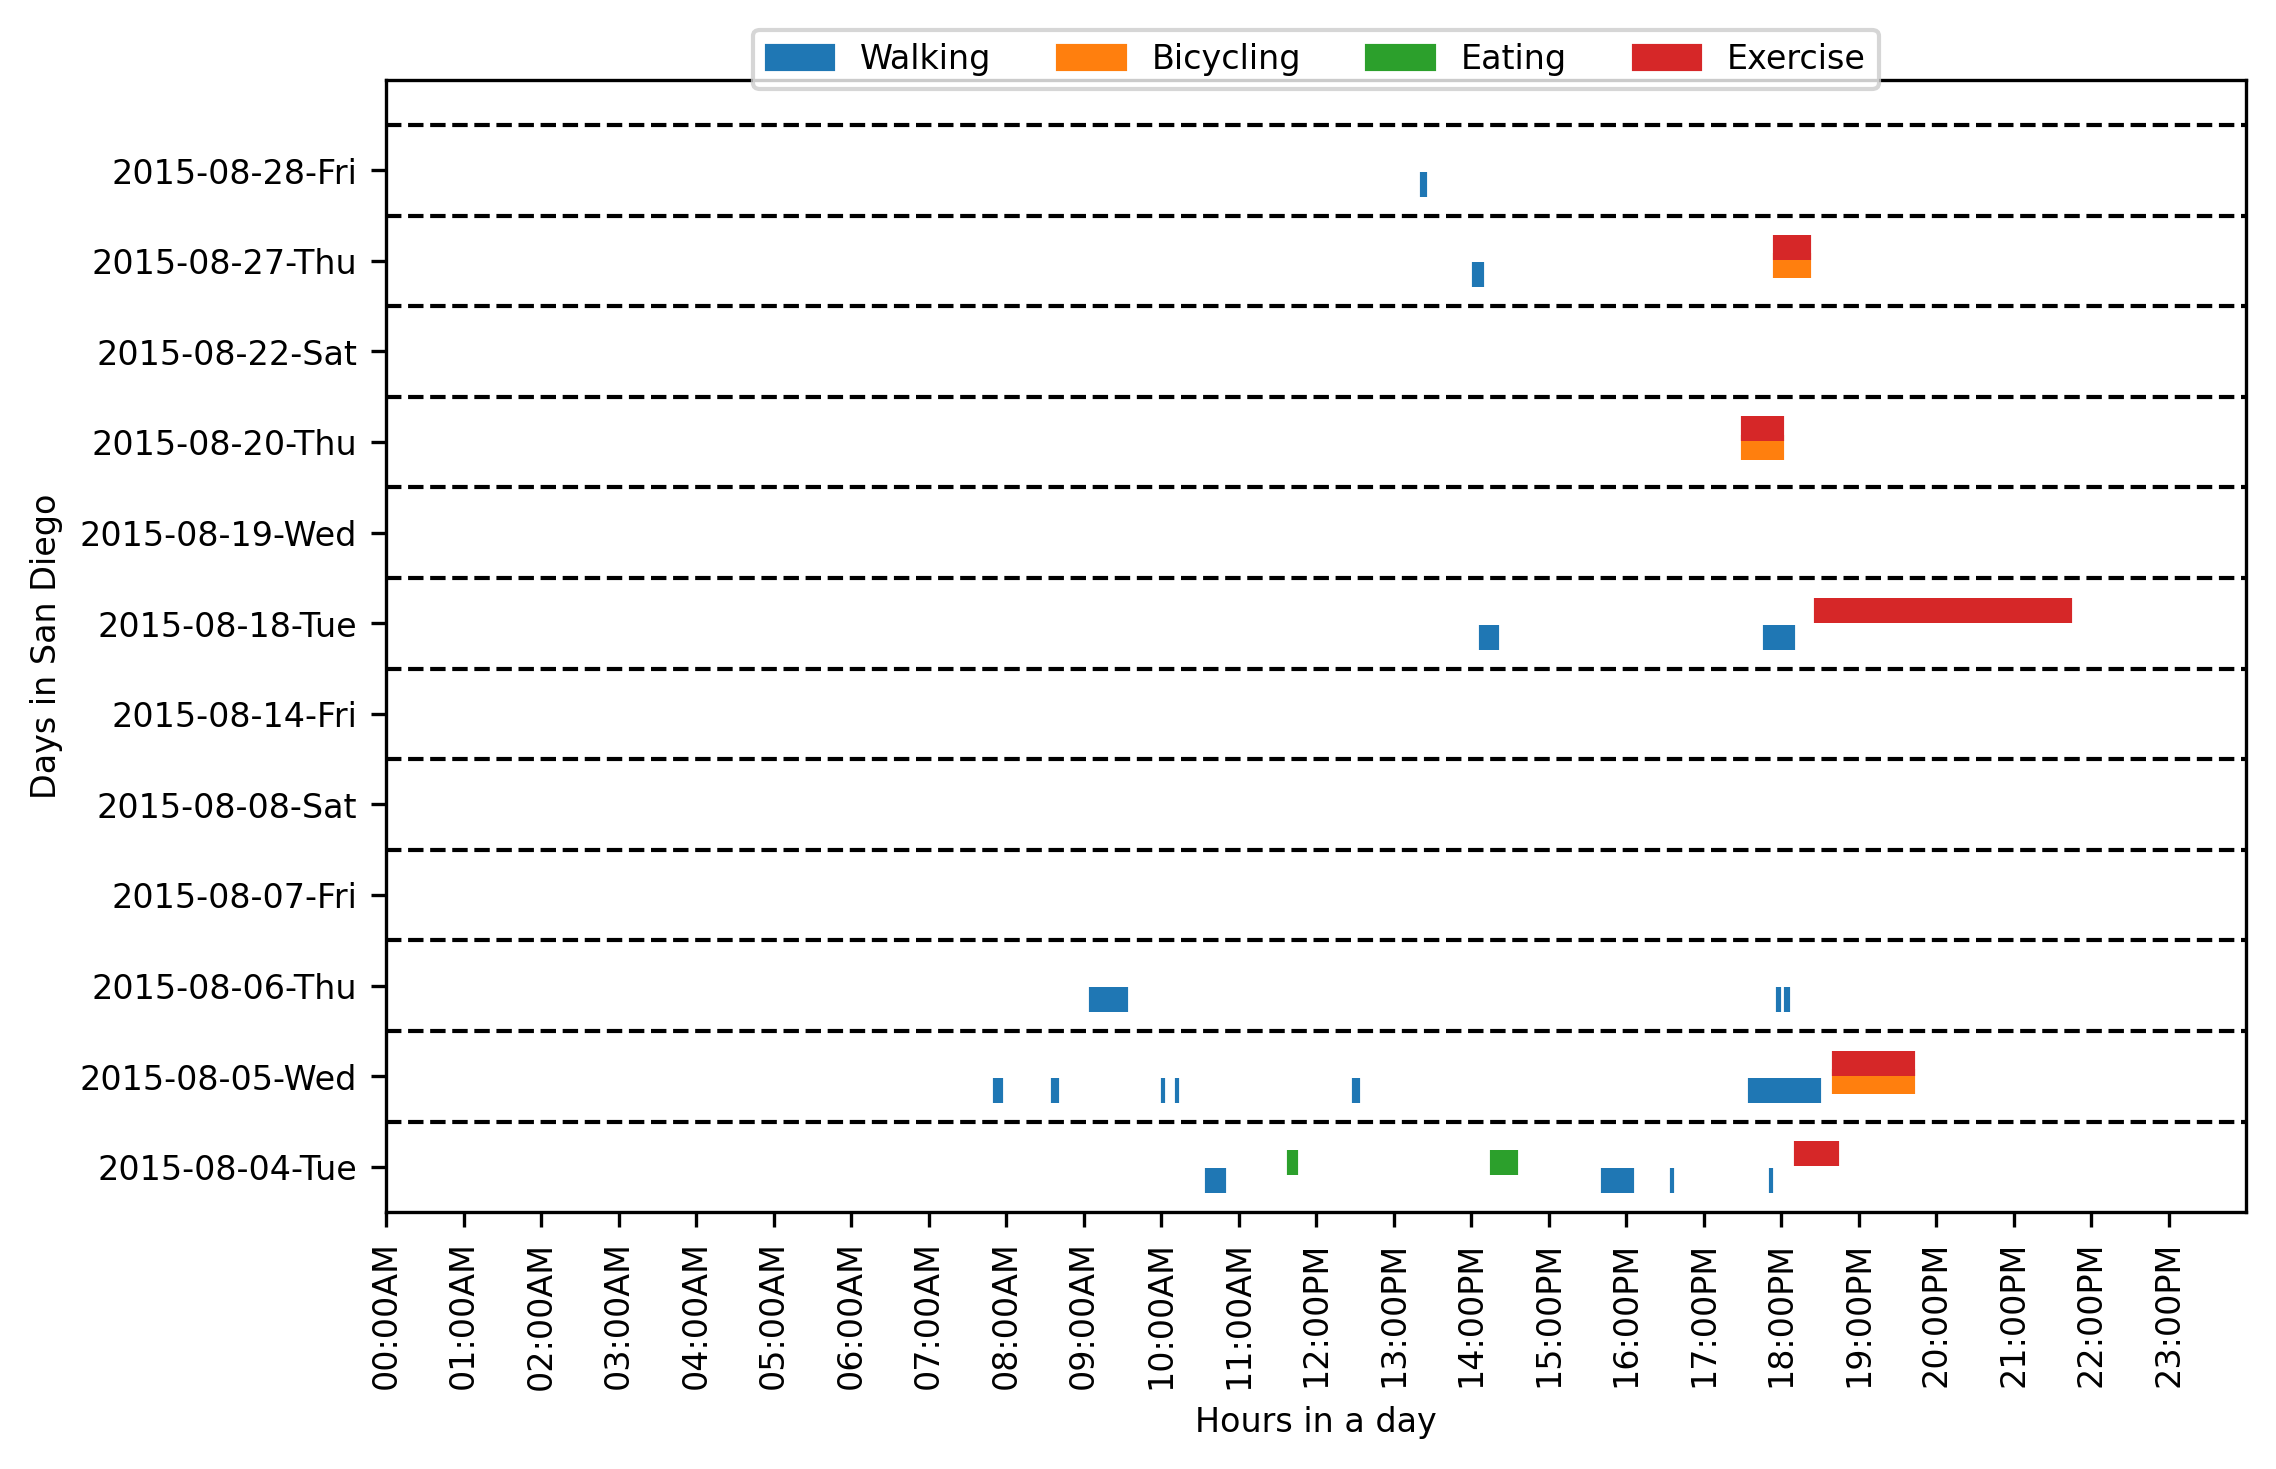 Walking Bicycling Eating Exercise
2015-08-28-Fri
2015-08-27-Thu
2015-08-22-Sat
2015-08-20-Thu
2015-08-19-Wed
2015-08-18-Tue
2015-08-14-Fri
2015-08-08-Sat
2015-08-07-Fri
2015-08-06-Thu
2015-08-05-Wed
2015-08-04-Tue
Days in San Diego
00:00AM
01:00AM
02:00AM
03:00AM
04:00AM
05:00AM
06:00AM
07:00AM
08:00AM
09:00AM
10:00AM
11:00AM
12:00PM
13:00PM
14:00PM
15:00PM
16:00PM
17:00PM
18:00PM
19:00PM
20:00PM
21:00PM
22:00PM
23:00PM
Hours in a day